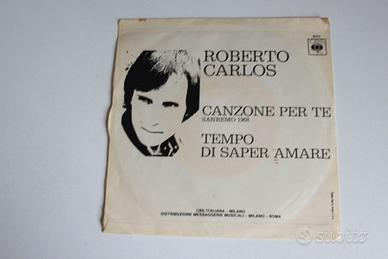 ROBERTO
CARLOS
CBS
CANZONE PER TE
SANREMO 1968
TEMPO
DI SAPER AMARE
CBS ITALIANA - MILANO
DISTRIBUZIONE MESSAGGERIE MUSICALI - MILANO - ROMA
subito